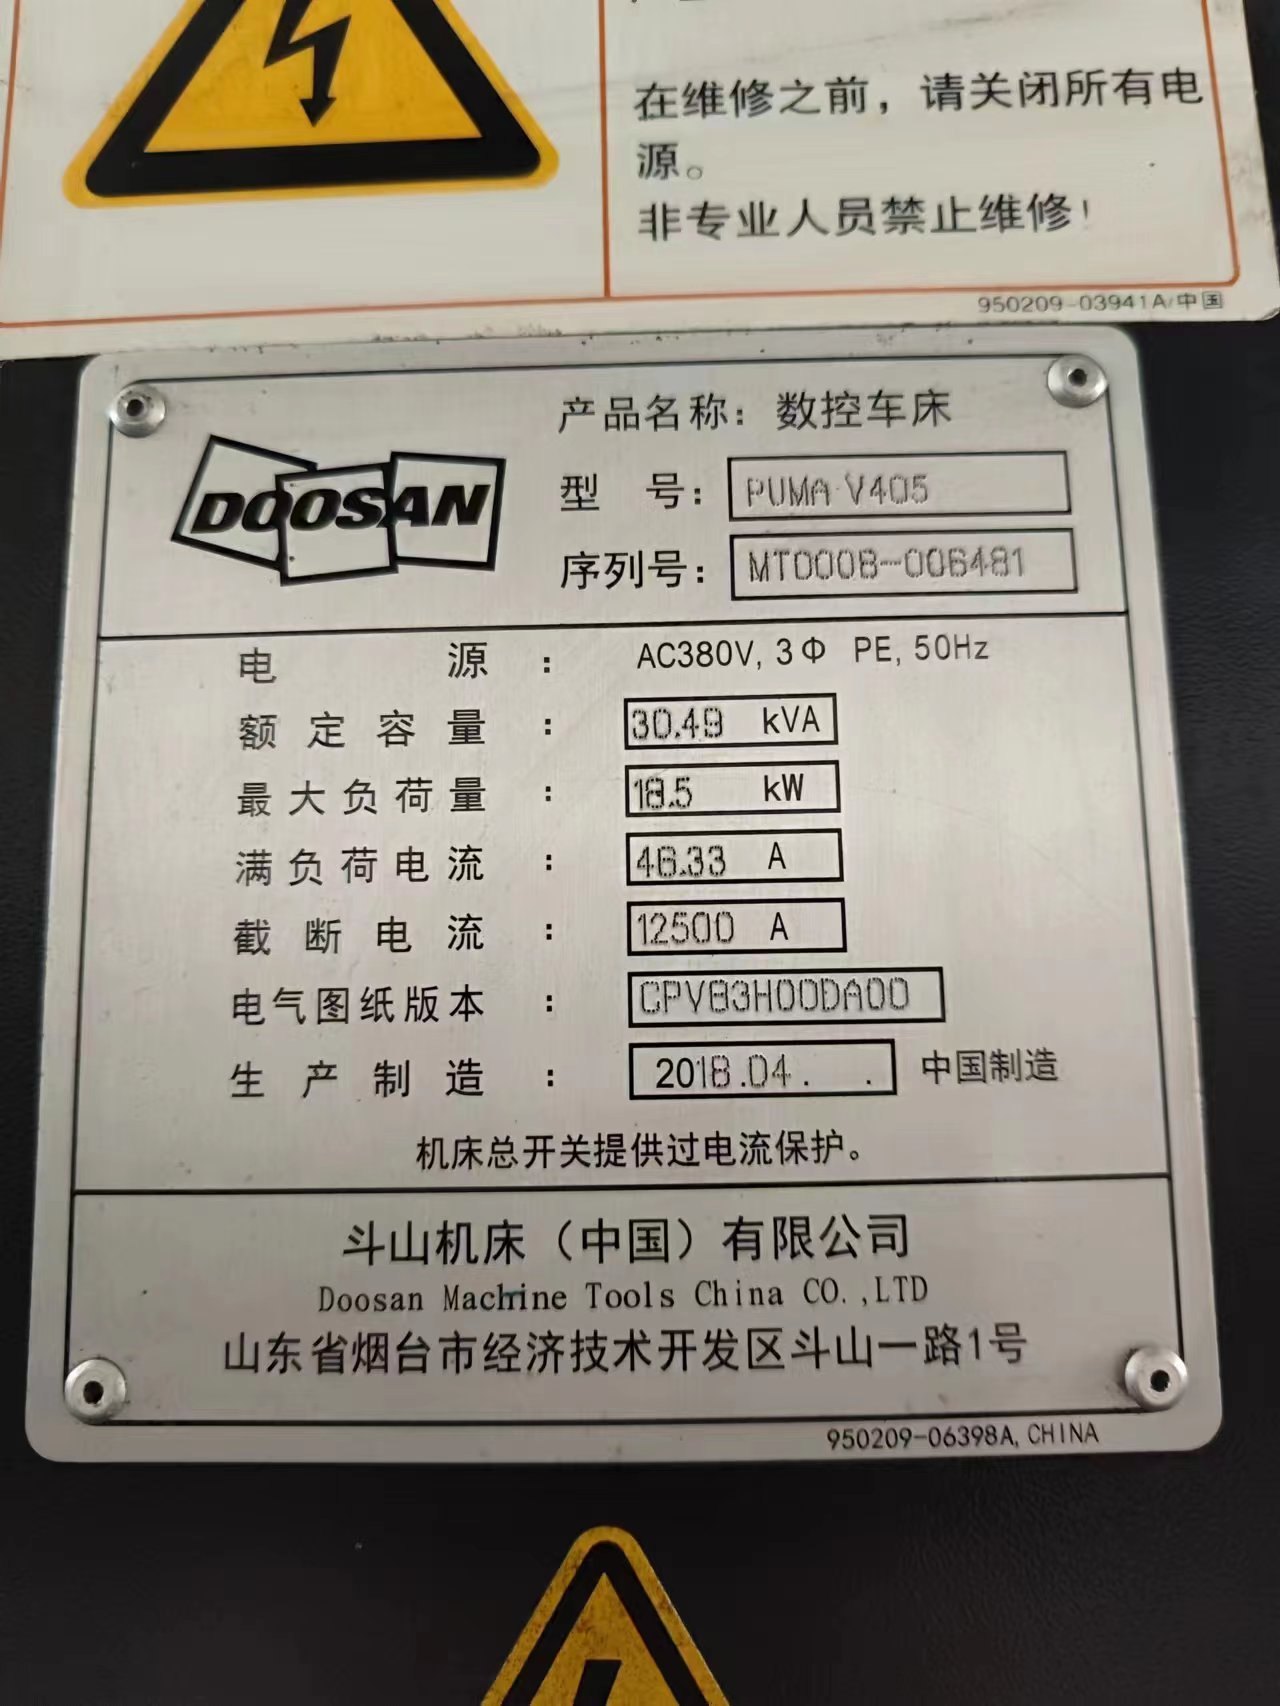 在维修之前，请关闭所有电
源。
非专业人员禁止维修！
950209-03941A/中国
DOOSAN
产品名称：数控车床
型 号：PUMA V405
序列号：MT0008-006481
电 源：AC380V, 3Φ PE, 50Hz
额定容量：30.49 kVA
最大负荷量：18.5 kW
满负荷电流：46.33 A
截断电流：12500 A
电气图纸版本：CPVB3H00DA00
生产制造：2018.04. . 中国制造
机床总开关提供过电流保护。
斗山机床（中国）有限公司
Doosan Machine Tools China CO.,LTD
山东省烟台市经济技术开发区斗山一路1号
950209-06398A, CHINA